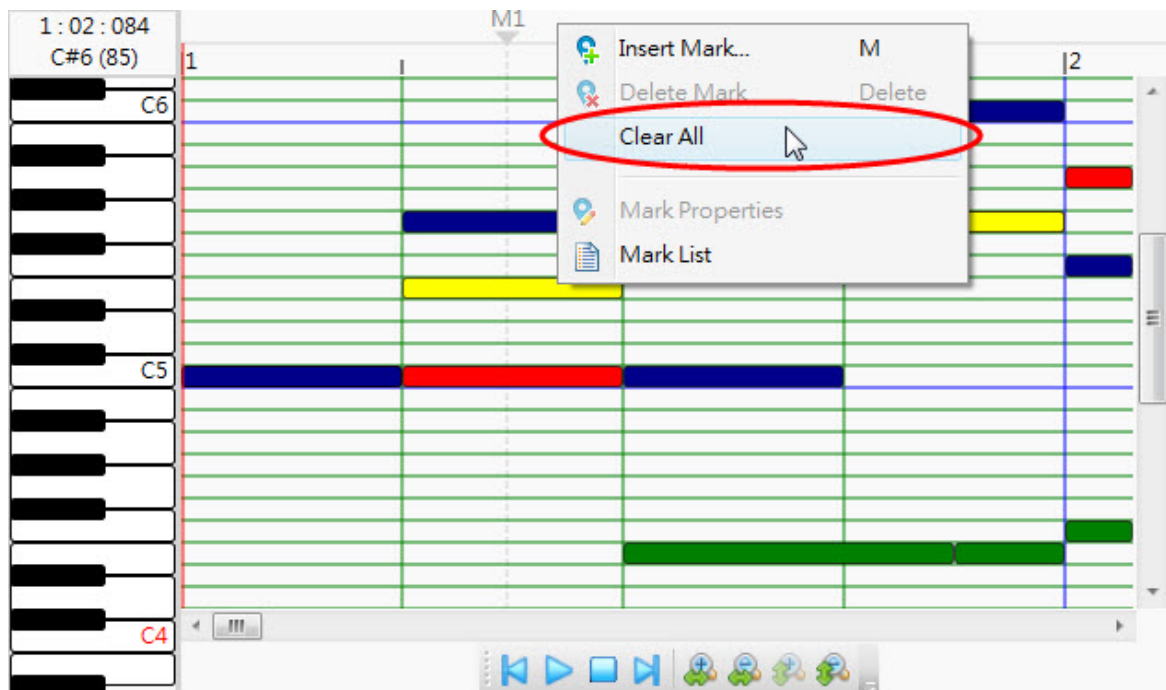 1 : 02 : 084
C#6 (85)
M1
1
2
Insert Mark... M
Delete Mark Delete
Clear All
Mark Properties
Mark List
C6
C5
C4